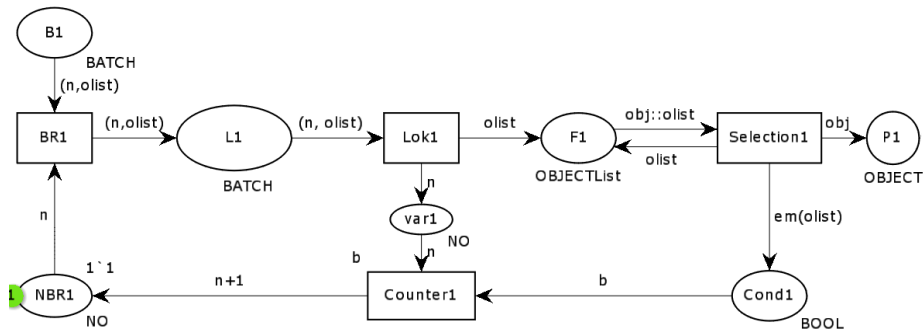 B1
BATCH
(n,olist)
BR1
(n,olist)
L1
BATCH
(n, olist)
Lok1
olist
F1
OBJECTList
obj::olist
olist
Selection1
obj
P1
OBJECT
n
var1
NO
n
em(olist)
n
1`1
1
NBR1
NO
n+1
b
Counter1
b
Cond1
BOOL